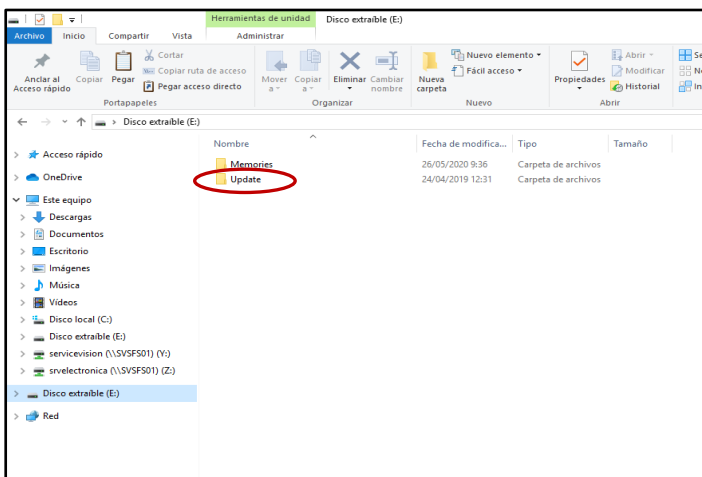 Herramientas de unidad Disco extraíble (E:)
Archivo Inicio Compartir Vista Administrar
Anclar al Acceso rápido
Copiar
Pegar
Cortar
Copiar ruta de acceso
Pegar acceso directo
Portapapeles
Mover a
Copiar a
Eliminar
Cambiar nombre
Organizar
Nueva carpeta
Nuevo elemento
Fácil acceso
Nuevo
Propiedades
Abrir
Modificar
Historial
Abrir
Se
N
In
Disco extraíble (E:)
Nombre Fecha de modifica... Tipo Tamaño
Memories 26/05/2020 9:36 Carpeta de archivos
Update 24/04/2019 12:31 Carpeta de archivos
Acceso rápido
OneDrive
Este equipo
Descargas
Documentos
Escritorio
Imágenes
Música
Vídeos
Disco local (C:)
Disco extraíble (E:)
servicevision (\\SVSFS01) (Y:)
srvelectronica (\\SVSFS01) (Z:)
Disco extraíble (E:)
Red